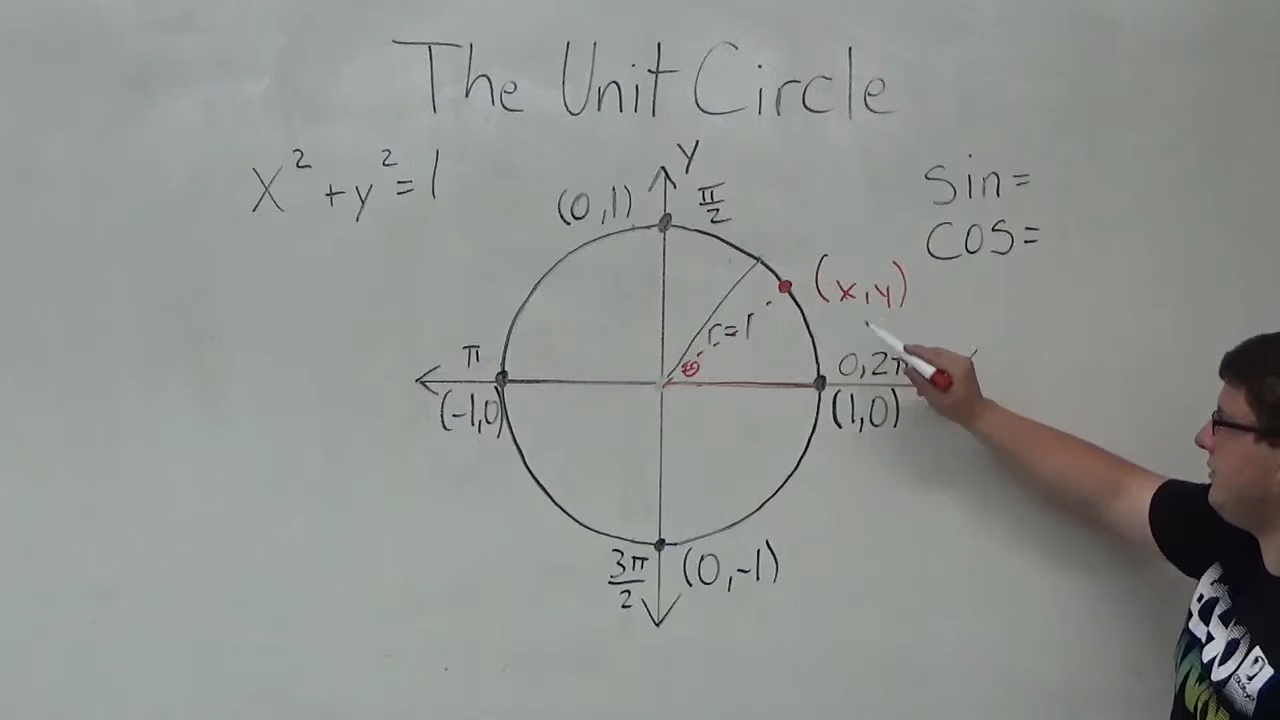 The Unit Circle
x² + y² = 1
sin =
cos =
y
(0,1)
π/2
(x,y)
r=1
θ
π
(-1,0)
0,2π
(1,0)
3π/2
(0,-1)